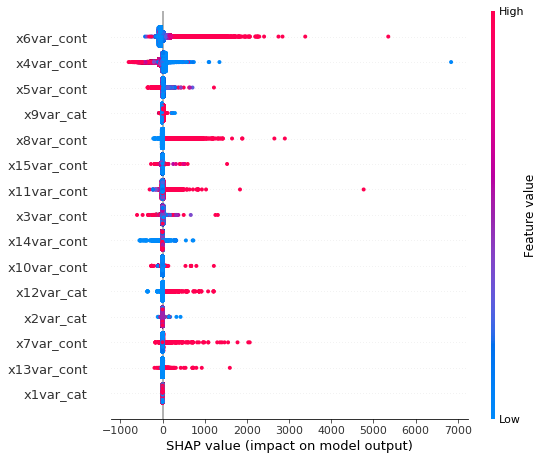 High
x6var_cont
x4var_cont
x5var_cont
x9var_cat
x8var_cont
x15var_cont
x11var_cont
x3var_cont
x14var_cont
x10var_cont
x12var_cat
x2var_cat
x7var_cont
x13var_cont
x1var_cat
Feature value
Low
−1000 0 1000 2000 3000 4000 5000 6000 7000
SHAP value (impact on model output)